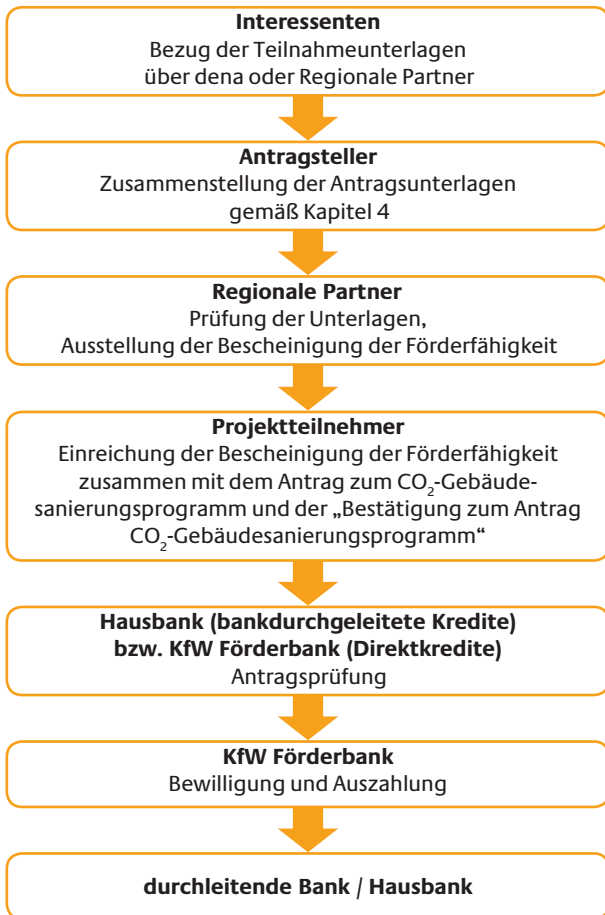 Interessenten
Bezug der Teilnahmeunterlagen
über dena oder Regionale Partner
Antragsteller
Zusammenstellung der Antragsunterlagen
gemäß Kapitel 4
Regionale Partner
Prüfung der Unterlagen,
Ausstellung der Bescheinigung der Förderfähigkeit
Projektteilnehmer
Einreichung der Bescheinigung der Förderfähigkeit
zusammen mit dem Antrag zum CO₂-Gebäude-
sanierungsprogramm und der „Bestätigung zum Antrag
CO₂-Gebäudesanierungsprogramm“
Hausbank (bankdurchgeleitete Kredite)
bzw. KfW Förderbank (Direktkredite)
Antragsprüfung
KfW Förderbank
Bewilligung und Auszahlung
durchleitende Bank / Hausbank